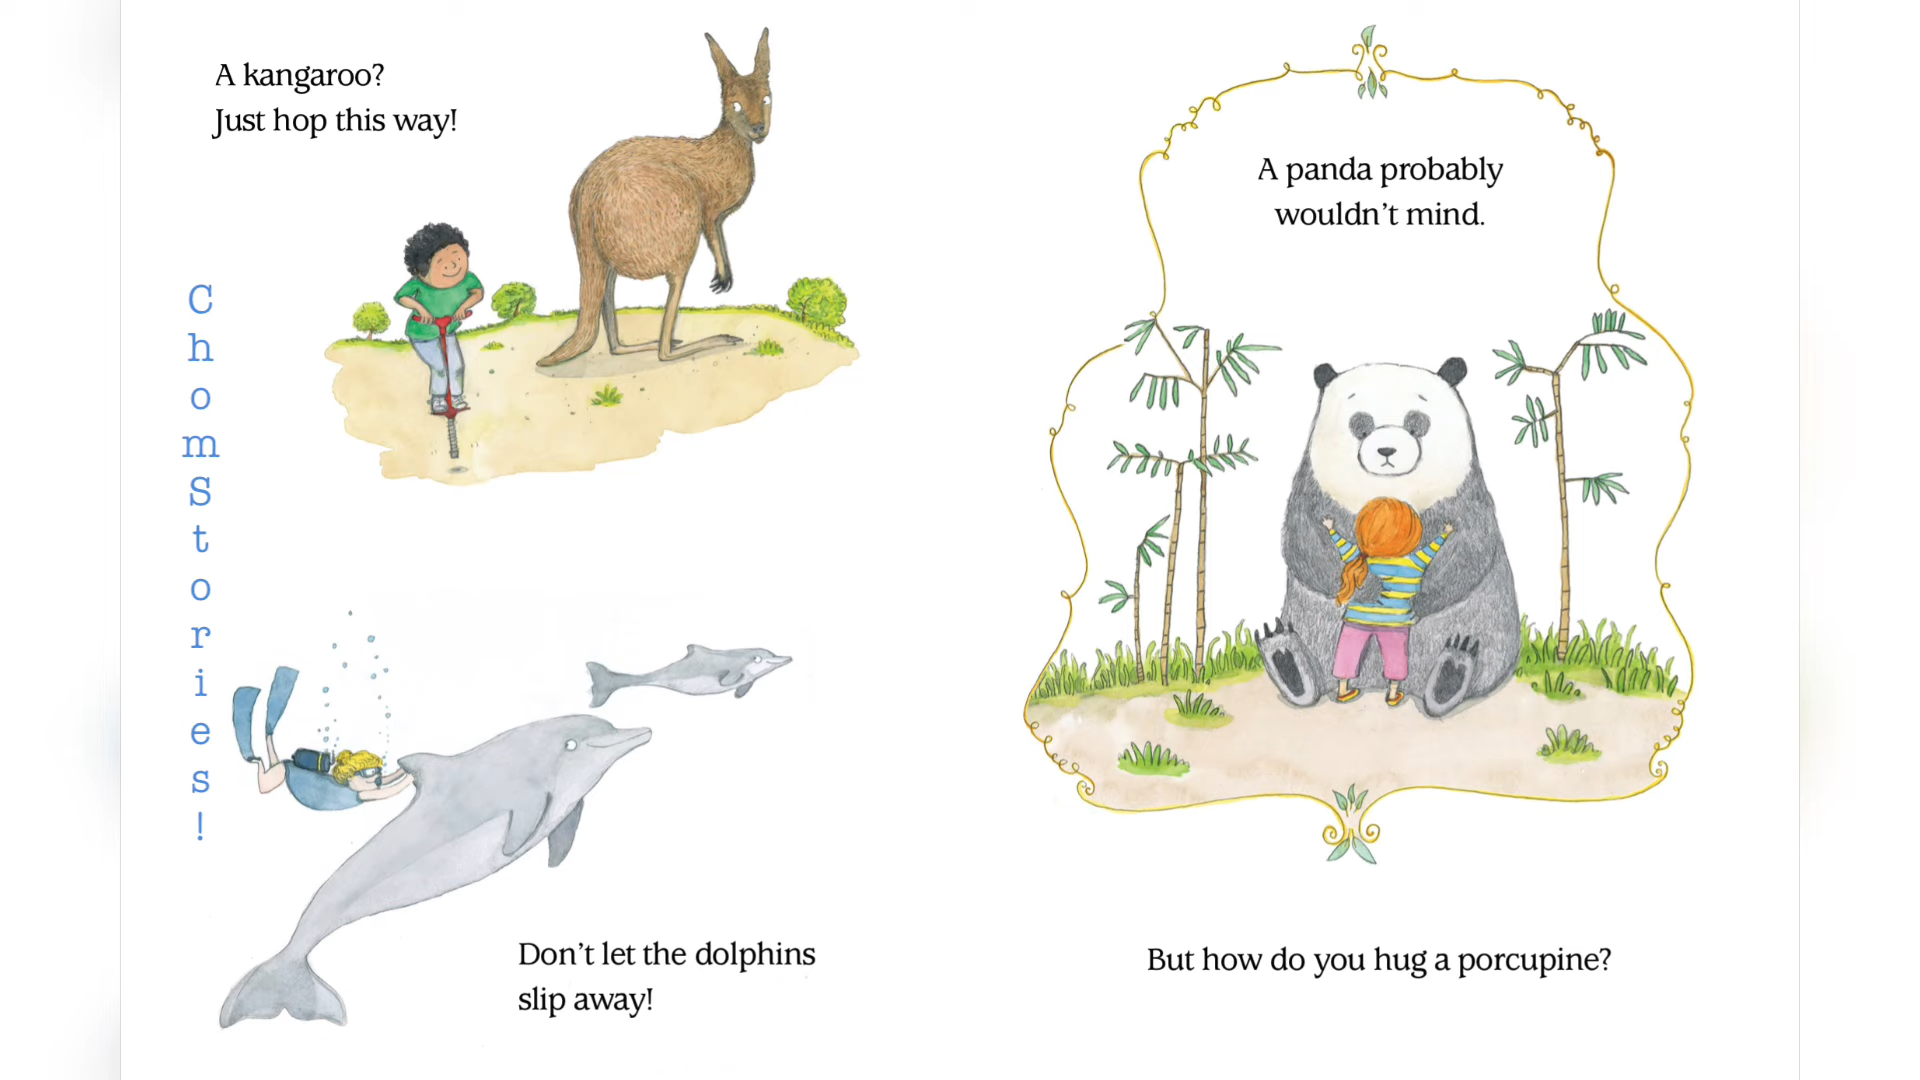 A kangaroo?
Just hop this way!
ChomStories!
Don't let the dolphins
slip away!
A panda probably
wouldn't mind.
But how do you hug a porcupine?